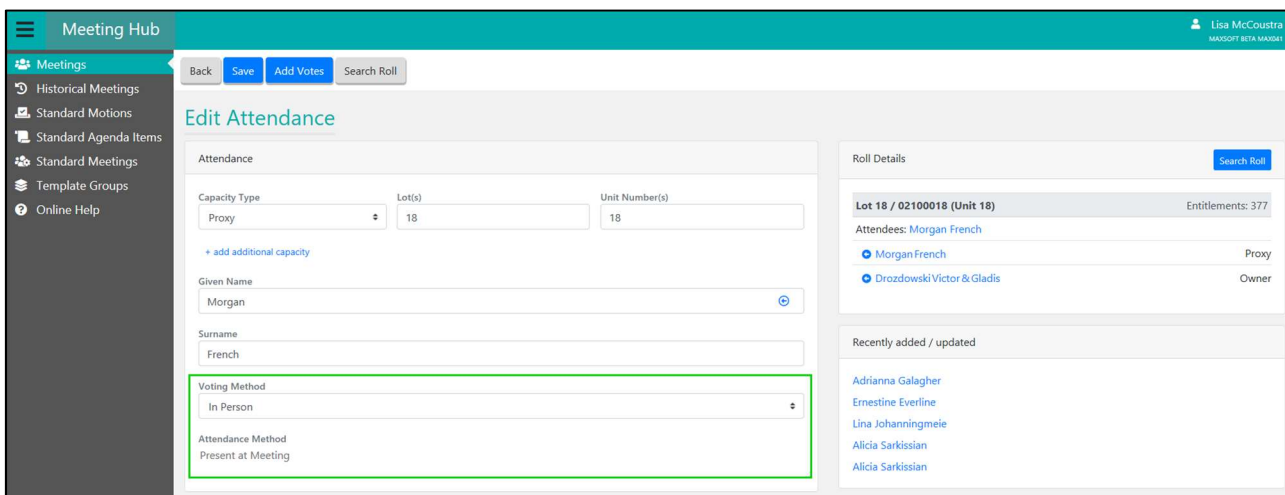 Meeting Hub
Lisa McCoustra
MAXSOFT BETA MAX041
Meetings
Historical Meetings
Standard Motions
Standard Agenda Items
Standard Meetings
Template Groups
Online Help
Back Save Add Votes Search Roll
Edit Attendance
Attendance
Capacity Type Lot(s) Unit Number(s)
Proxy 18 18
+ add additional capacity
Given Name
Morgan
Surname
French
Voting Method
In Person
Attendance Method
Present at Meeting
Roll Details Search Roll
Lot 18 / 02100018 (Unit 18) Entitlements: 377
Attendees: Morgan French
Morgan French Proxy
Drozdowski Victor & Gladis Owner
Recently added / updated
Adrianna Galagher
Ernestine Everline
Lina Johanningmeie
Alicia Sarkissian
Alicia Sarkissian